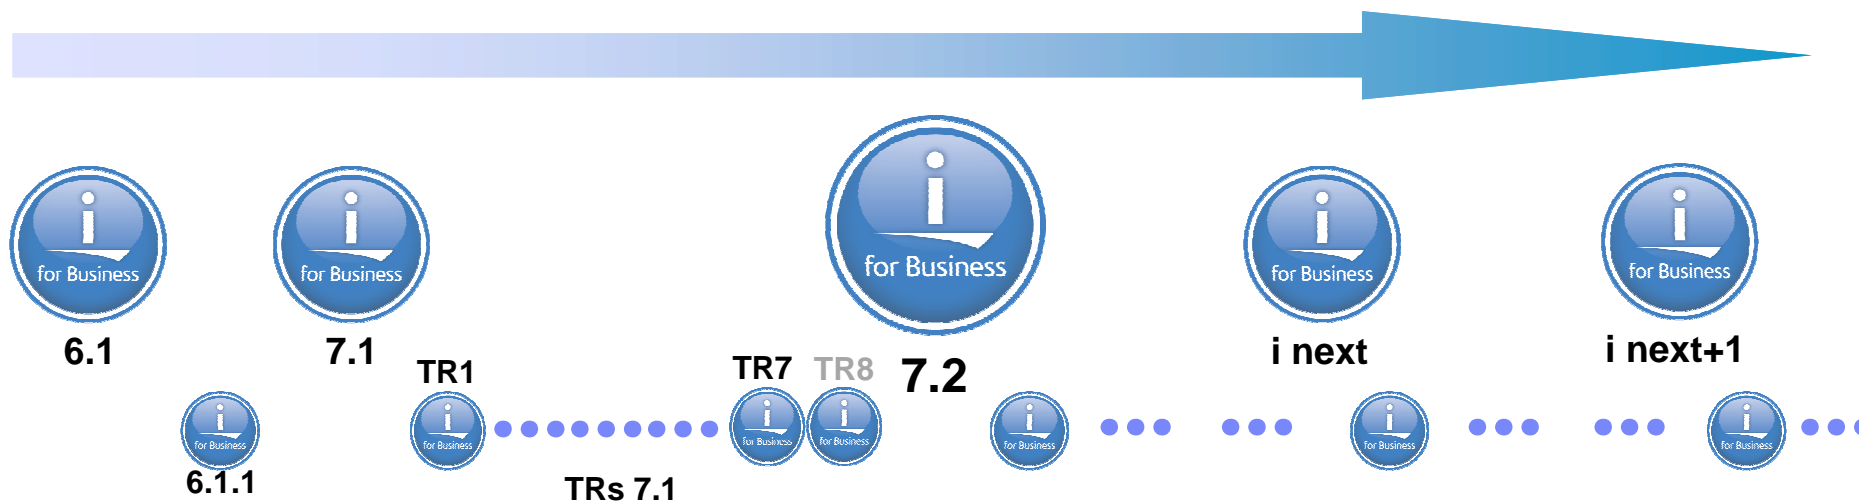 i
for Business
6.1
i
for Business
7.1
i
for Business
7.2
i
for Business
i next
i
for Business
i next+1
i
for Business
6.1.1
TR1
i
for Business
TRs 7.1
TR7
i
for Business
TR8
i
for Business
i
for Business
i
for Business
i
for Business